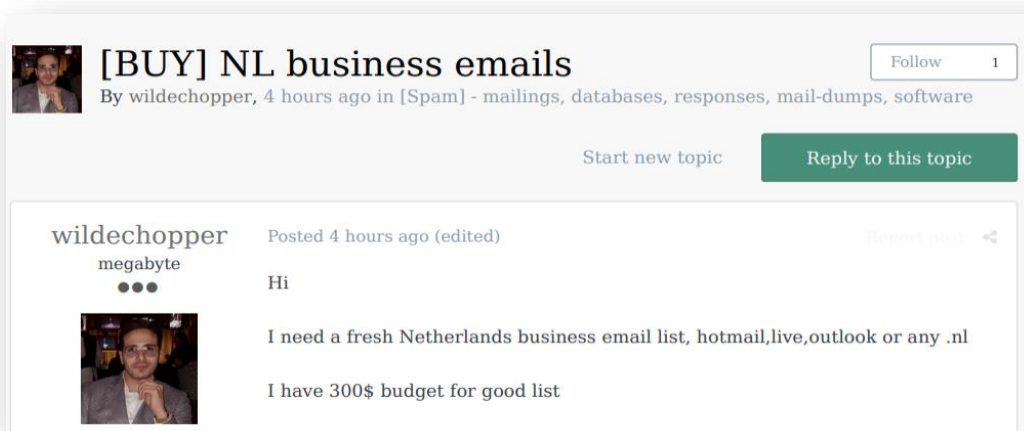 [BUY] NL business emails
By wildechopper, 4 hours ago in [Spam] - mailings, databases, responses, mail-dumps, software
Follow 1
Start new topic
Reply to this topic
wildechopper
megabyte
Posted 4 hours ago (edited)
Report post
Hi
I need a fresh Netherlands business email list, hotmail,live,outlook or any .nl
I have 300$ budget for good list